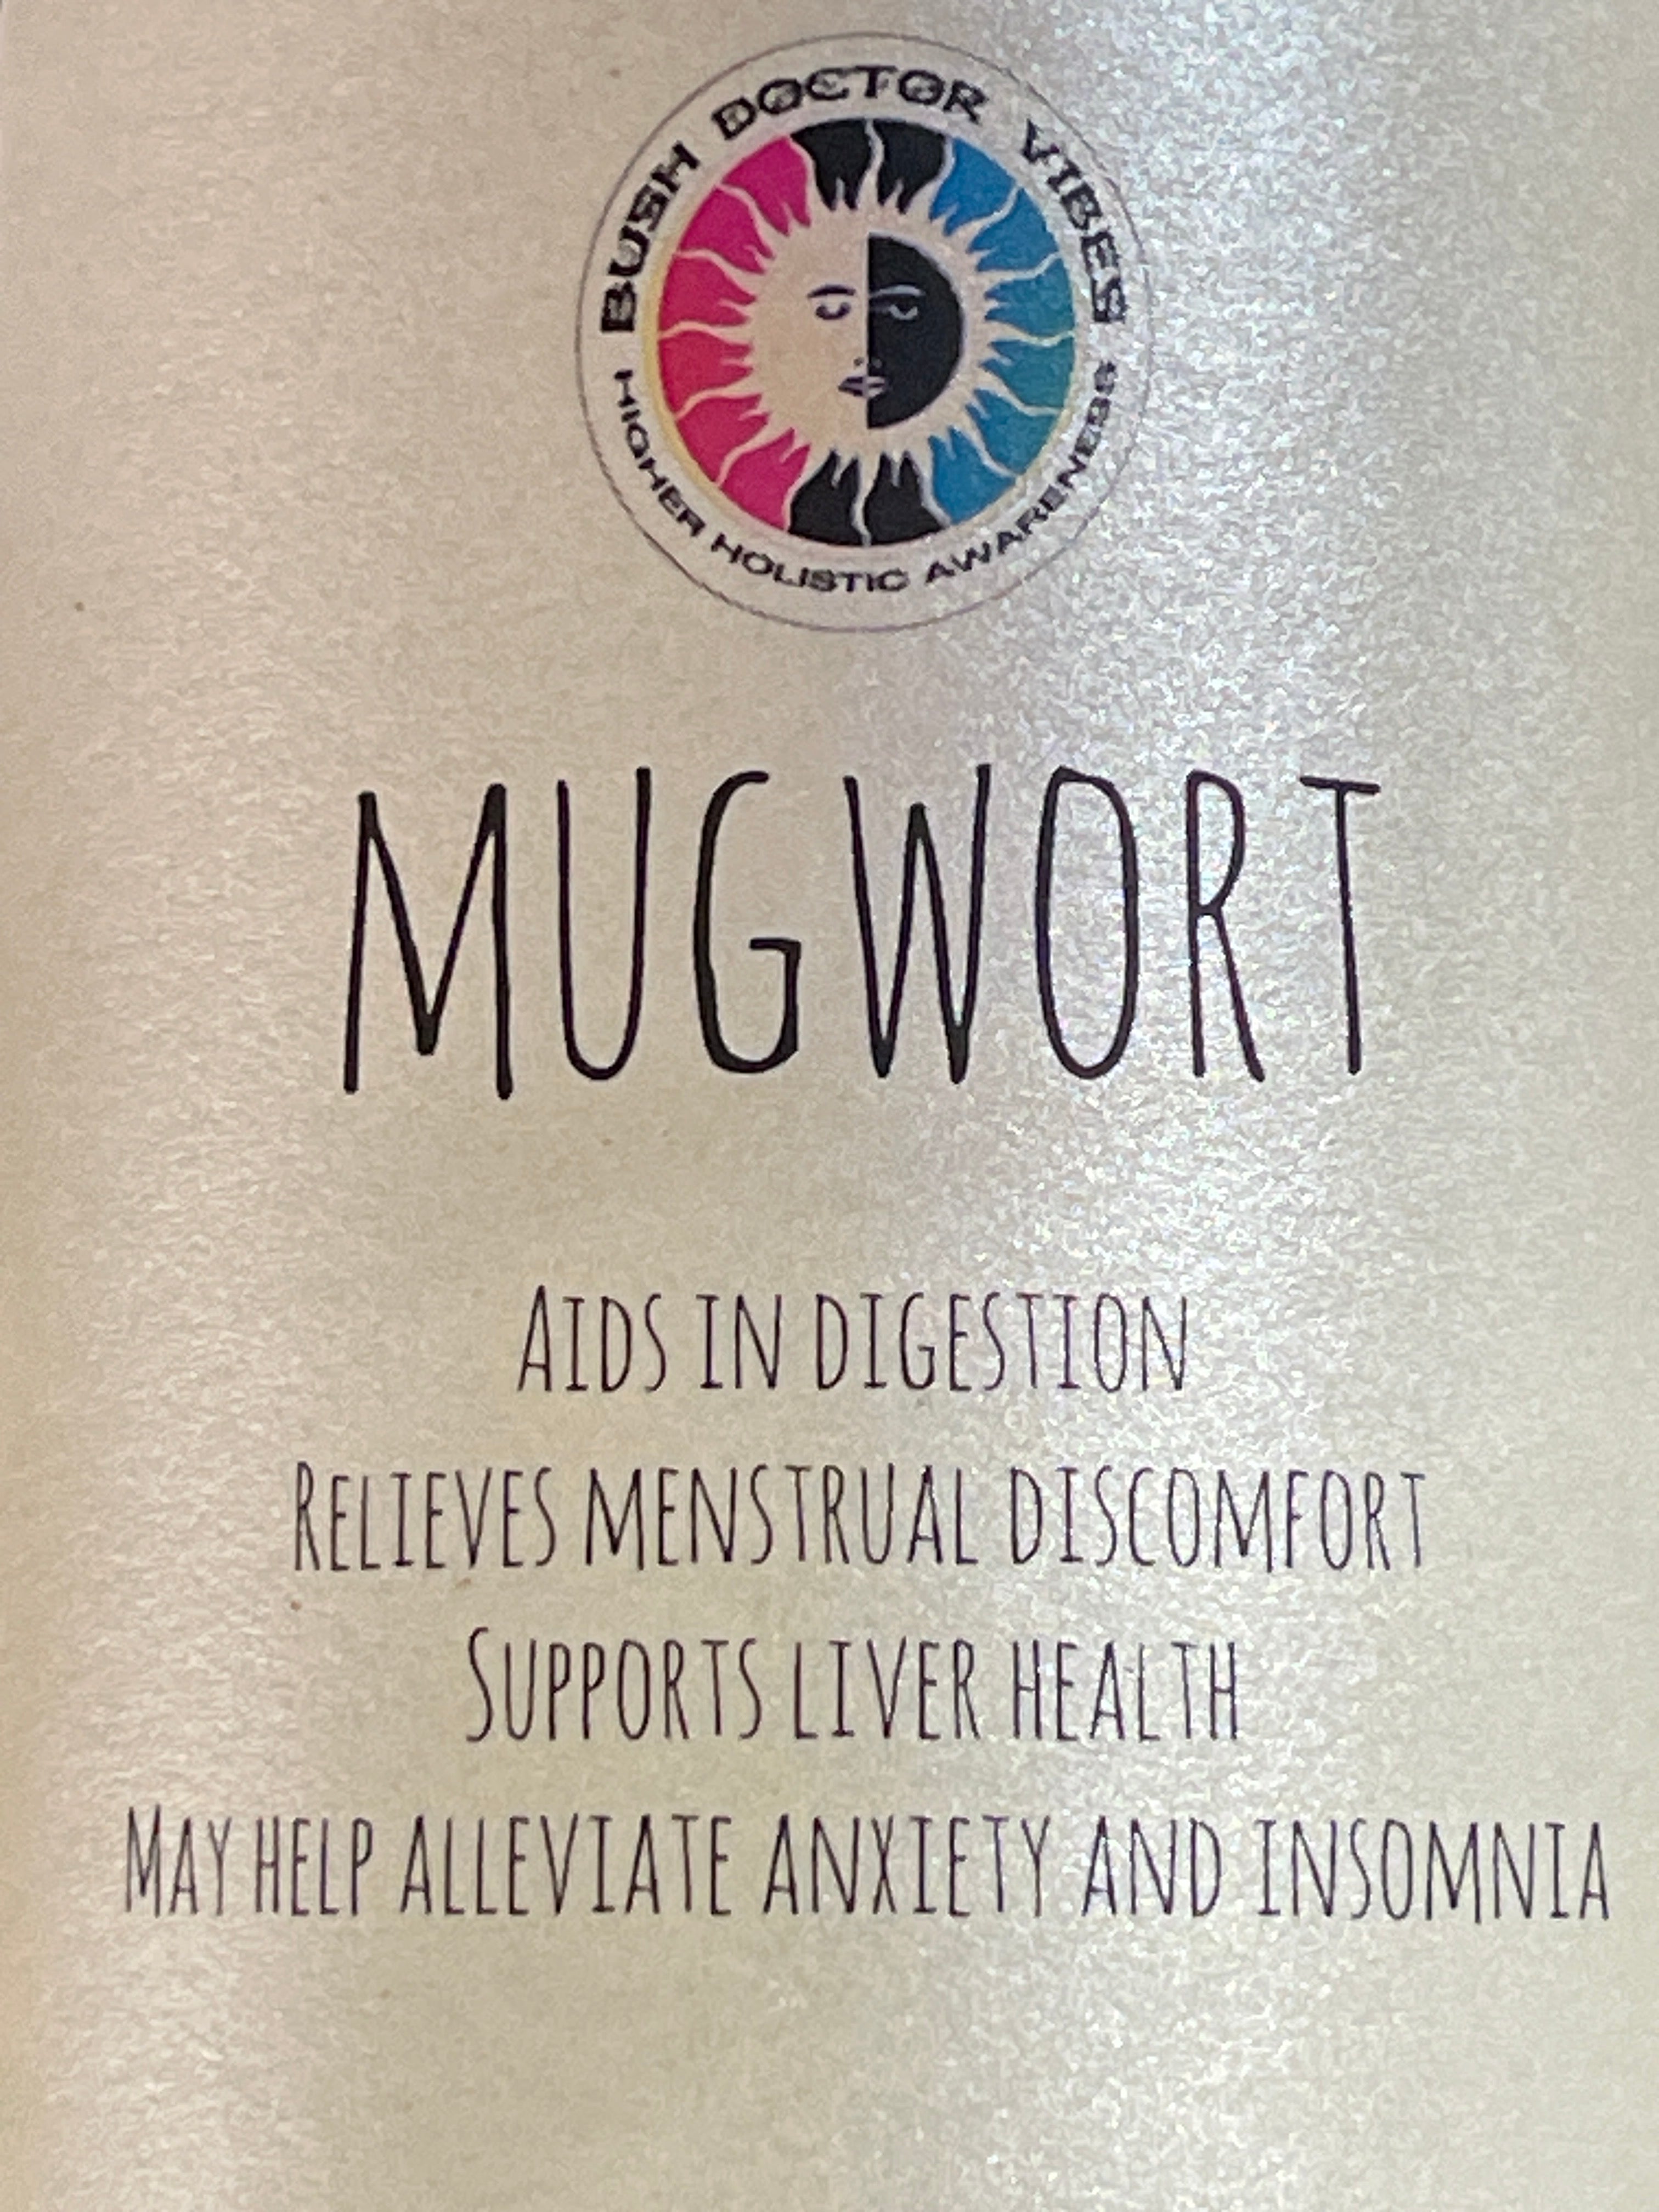 BUSH DOCTOR VIBES
HIGHER HOLISTIC AWARENESS
MUGWORT
AIDS IN DIGESTION
RELIEVES MENSTRUAL DISCOMFORT
SUPPORTS LIVER HEALTH
MAY HELP ALLEVIATE ANXIETY AND INSOMNIA